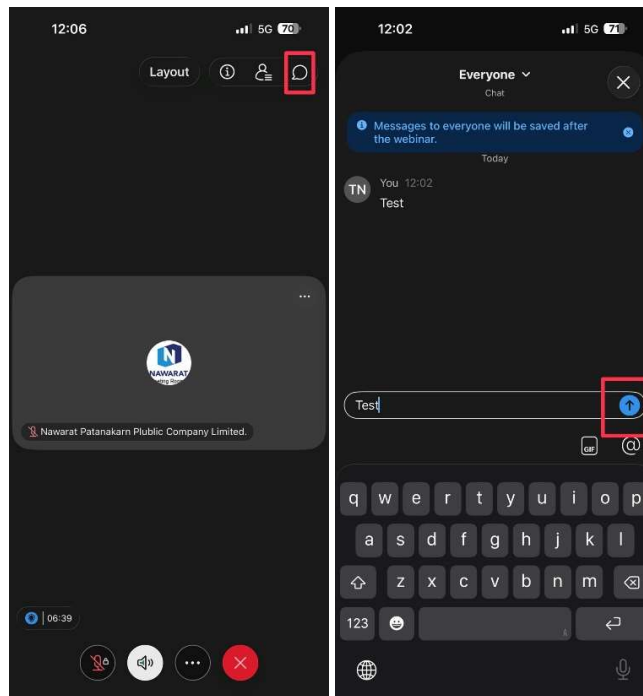 12:06
5G 70
Layout
NAWARAT
Nawarat Patanakarn Plublic Company Limited.
06:39
12:02
5G 71
Everyone
Chat
Messages to everyone will be saved after
the webinar.
Today
TN
You 12:02
Test
Test
GIF @
q w e r t y u i o p
a s d f g h j k l
z x c v b n m
123